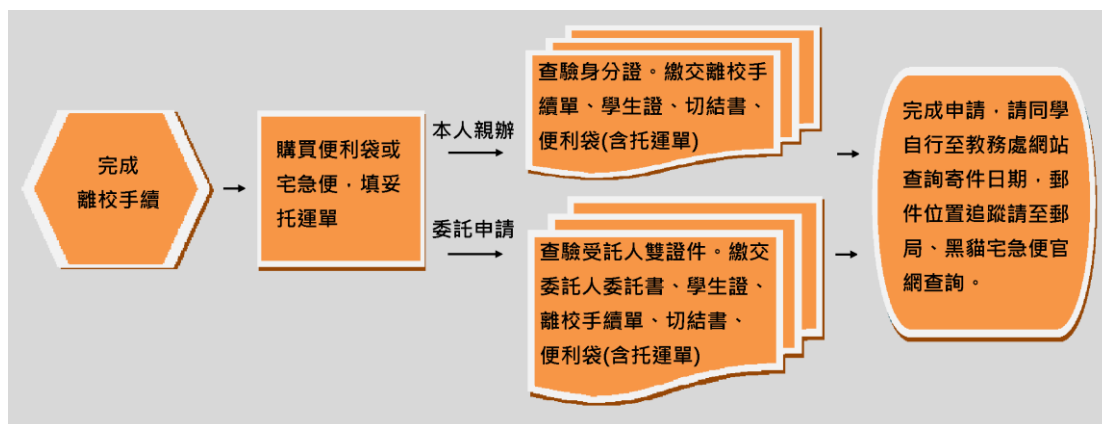 完成
離校手續
購買便利袋或
宅急便，填妥
托運單
本人親辦
查驗身分證。繳交離校手
續單、學生證、切結書、
便利袋(含托運單)
委託申請
查驗受託人雙證件。繳交
委託人委託書、學生證、
離校手續單、切結書、
便利袋(含托運單)
完成申請，請同學
自行至教務處網站
查詢寄件日期，郵
件位置追蹤請至郵
局、黑貓宅急便官
網查詢。